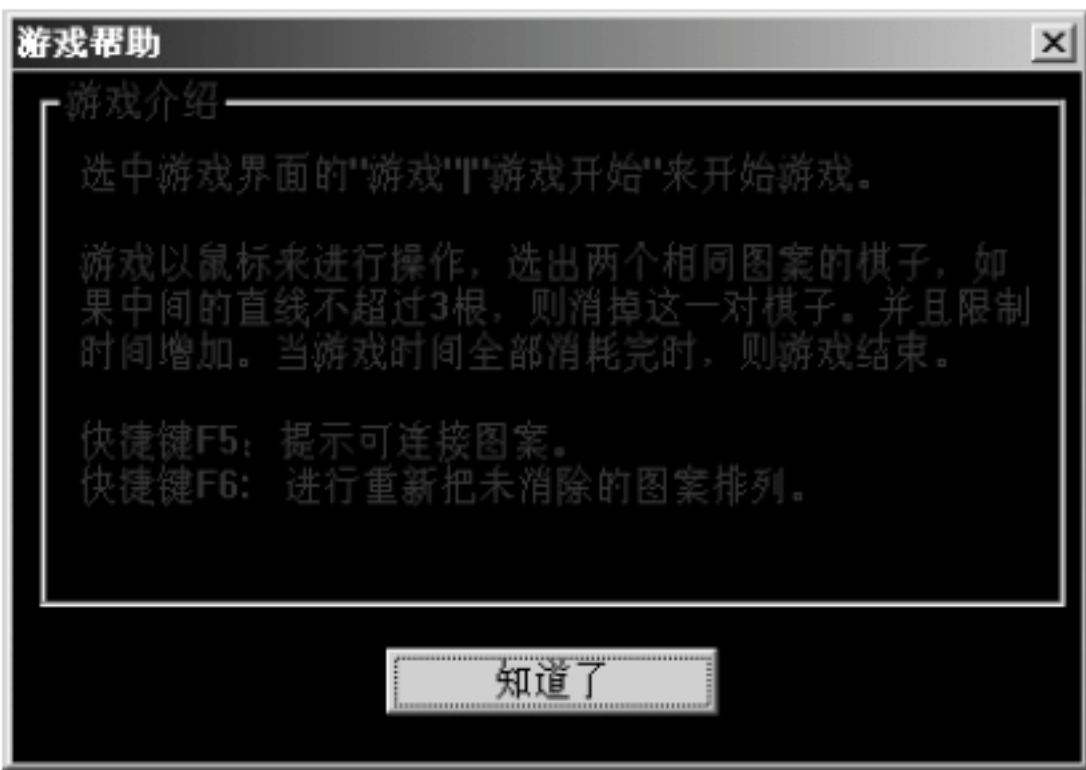 游戏帮助
游戏介绍
选中游戏界面的"游戏"|"游戏开始"来开始游戏。
游戏以鼠标来进行操作，选出两个相同图案的棋子，如
果中间的直线不超过3根，则消掉这一对棋子。并且限制
时间增加。当游戏时间全部消耗完时，则游戏结束。
快捷键F5：提示可连接图案。
快捷键F6： 进行重新把未消除的图案排列。
知道了